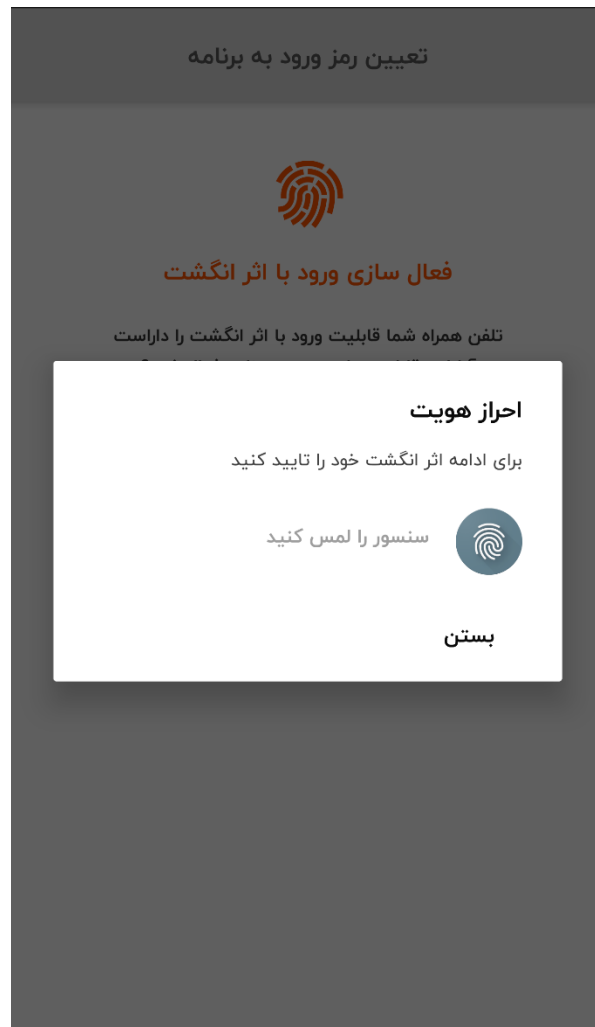 تعیین رمز ورود به برنامه
فعال سازی ورود با اثر انگشت
تلفن همراه شما قابلیت ورود با اثر انگشت را داراست
احراز هویت
برای ادامه اثر انگشت خود را تایید کنید
سنسور را لمس کنید
بستن